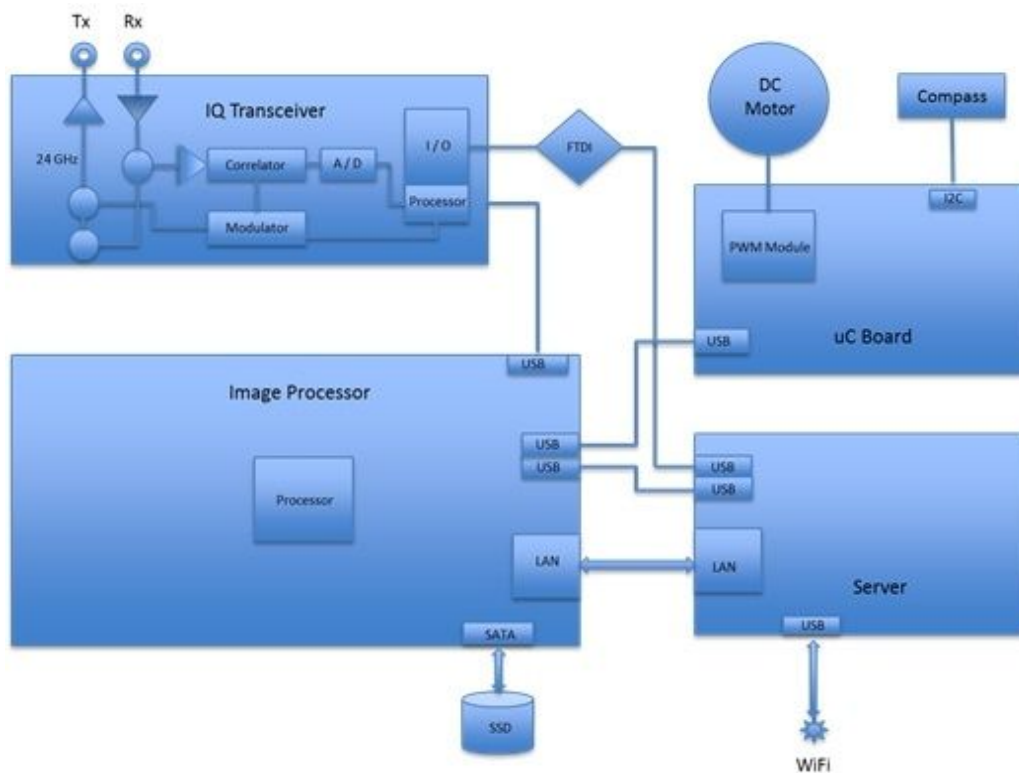 Tx
Rx
IQ Transceiver
24 GHz
Correlator
A / D
I / O
Processor
Modulator
FTDI
DC
Motor
Compass
I2C
PWM Module
USB
uC Board
USB
Image Processor
USB
USB
Processor
LAN
SATA
SSD
USB
USB
LAN
Server
USB
WiFi